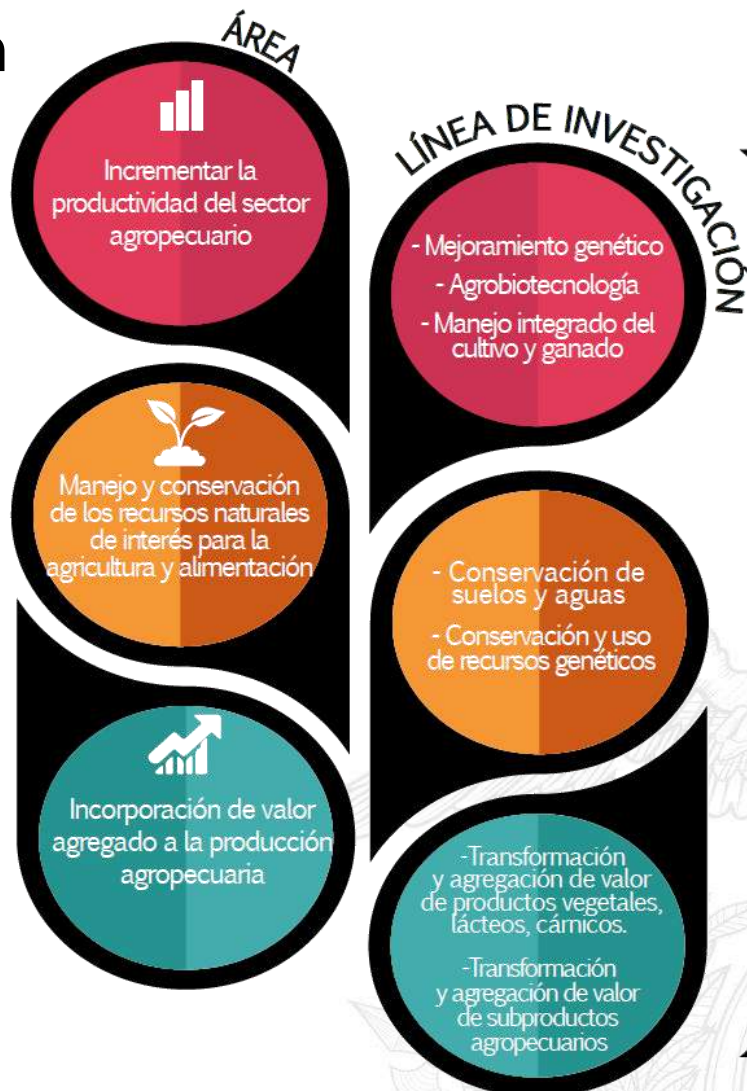 ÁREA
Incrementar la
productividad del sector
agropecuario
Manejo y conservación
de los recursos naturales
de interés para la
agricultura y alimentación
Incorporación de valor
agregado a la producción
agropecuaria
LÍNEA DE INVESTIGACIÓN
- Mejoramiento genético
- Agrobiotecnología
- Manejo integrado del
cultivo y ganado
- Conservación de
suelos y aguas
- Conservación y uso
de recursos genéticos
-Transformación
y agregación de valor
de productos vegetales,
lácteos, cárnicos.
-Transformación
y agregación de valor
de subproductos
agropecuarios